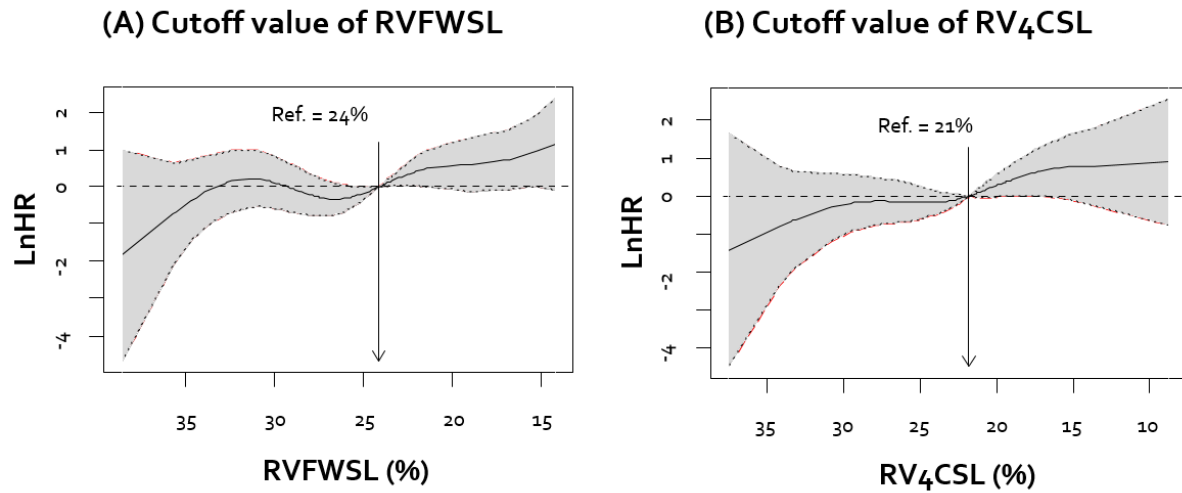 (A) Cutoff value of RVFWSL
Ref. = 24%
LnHR
2
1
0
-2
-4
35
30
25
20
15
RVFWSL (%)
(B) Cutoff value of RV4CSL
Ref. = 21%
LnHR
2
1
0
-2
-4
35
30
25
20
15
10
RV4CSL (%)